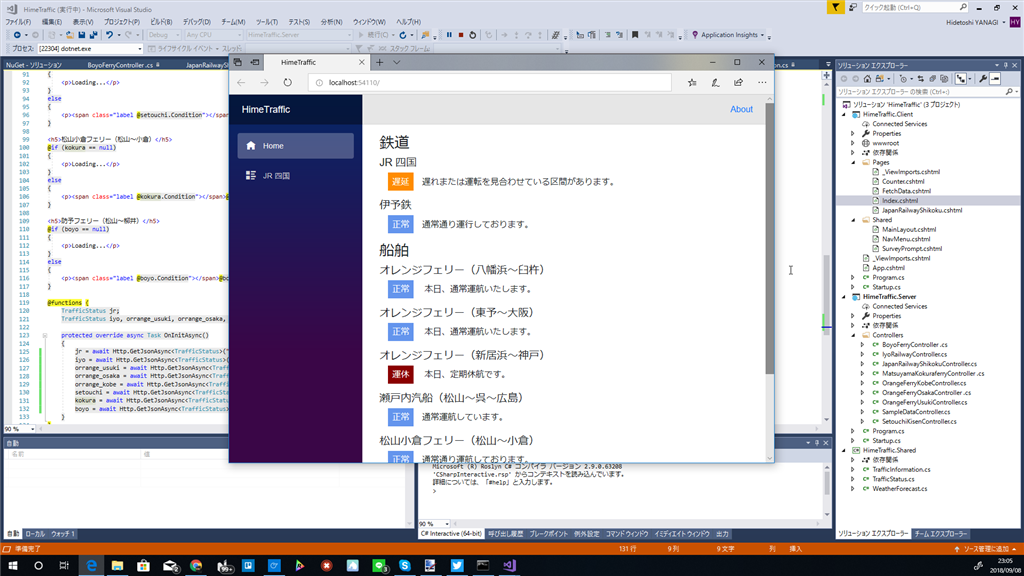 HimeTraffic (実行中) - Microsoft Visual Studio
クイック起動 (Ctrl+Q)
ファイル(F) 編集(E) 表示(V) プロジェクト(P) ビルド(B) デバッグ(D) チーム(M) ツール(T) テスト(S) 分析(N) ウィンドウ(W) ヘルプ(H)
Hidetoshi YANAGI
HY
Debug Any CPU HimeTraffic.Server 続行(C) Application Insights
プロセス: [22304] dotnet.exe ライフサイクル イベント スレッド: スタック フレーム:
NuGet - ソリューション BoyoFerryController.cs JapanRailwaySh
HimeTraffic
localhost:54110/
HimeTraffic
About
Home
JR 四国
鉄道
JR 四国
遅延 遅れまたは運転を見合わせている区間があります。
伊予鉄
正常 通常通り運行しております。
船舶
オレンジフェリー（八幡浜～臼杵）
正常 本日、通常運航いたします。
オレンジフェリー（東予～大阪）
正常 本日、通常運航いたします。
オレンジフェリー（新居浜～神戸）
運休 本日、定期休航です。
瀬戸内汽船（松山～呉～広島）
正常 通常運航しています。
松山小倉フェリー（松山～小倉）
正常 通常通り運航しております。
91 {
92 <p>Loading...</p>
93 }
94 else
95 {
96 <p><span class="label @setouchi.Condition"></span>
97 }
98
99 <h5>松山小倉フェリー（松山～小倉）</h5>
100 @if (kokura == null)
101 {
102 <p>Loading...</p>
103 }
104 else
105 {
106 <p><span class="label @kokura.Condition"></span>@
107 }
108
109 <h5>防予フェリー（松山～柳井）</h5>
110 @if (boyo == null)
111 {
112 <p>Loading...</p>
113 }
114 else
115 {
116 <p><span class="label @boyo.Condition"></span>@bo
117 }
118
119 @functions {
120 TrafficStatus jr;
121 TrafficStatus iyo, orrange_usuki, orrange_osaka,
122
123 protected override async Task OnInitAsync()
124 {
125 jr = await Http.GetJsonAsync<TrafficStatus>("
126 iyo = await Http.GetJsonAsync<TrafficStatus>(
127 orrange_usuki = await Http.GetJsonAsync<Traff
128 orrange_osaka = await Http.GetJsonAsync<Traff
129 orrange_kobe = await Http.GetJsonAsync<Traffi
130 setouchi = await Http.GetJsonAsync<TrafficSta
131 kokura = await Http.GetJsonAsync<TrafficStatu
132 boyo = await Http.GetJsonAsync<TrafficStatus>
133 }
90 %
自動
名前 値
自動 ローカル ウォッチ 1
Microsoft (R) Roslyn C# コンパイラ バージョン 2.9.0.63208
'CSharpInteractive.rsp' からコンテキストを読み込んでいます。
詳細については、「#help」と入力します。
>
90 %
C# Interactive (64-bit) 呼び出し履歴 ブレークポイント 例外設定 コマンド ウィンドウ イミディエイト ウィンドウ 出力
ソリューション エクスプローラー
ソリューション エクスプローラー の検索 (Ctrl+;)
ソリューション 'HimeTraffic' (3 プロジェクト)
HimeTraffic.Client
Connected Services
Properties
wwwroot
依存関係
Pages
_ViewImports.cshtml
Counter.cshtml
FetchData.cshtml
Index.cshtml
JapanRailwayShikoku.cshtml
Shared
MainLayout.cshtml
NavMenu.cshtml
SurveyPrompt.cshtml
_ViewImports.cshtml
App.cshtml
Program.cs
Startup.cs
HimeTraffic.Server
Connected Services
Properties
依存関係
Controllers
BoyoFerryController .cs
IyoRailwayController.cs
JapanRailwayShikokuController.cs
MatsuyamaKokuraferryController .cs
OrangeFerryKobeController.cs
OrangeFerryOsakaController .cs
OrangeFerryUsukiController.cs
SampleDataController.cs
SetouchiKisenController.cs
Program.cs
Startup.cs
HimeTraffic.Shared
依存関係
TrafficInformation.cs
TrafficStatus.cs
WeatherForecast.cs
ソリューション エクスプローラー チーム エクスプローラー
準備完了 131 行 9 列 9 文字 列 挿入 ソース管理に追加
23:05
2018/09/08